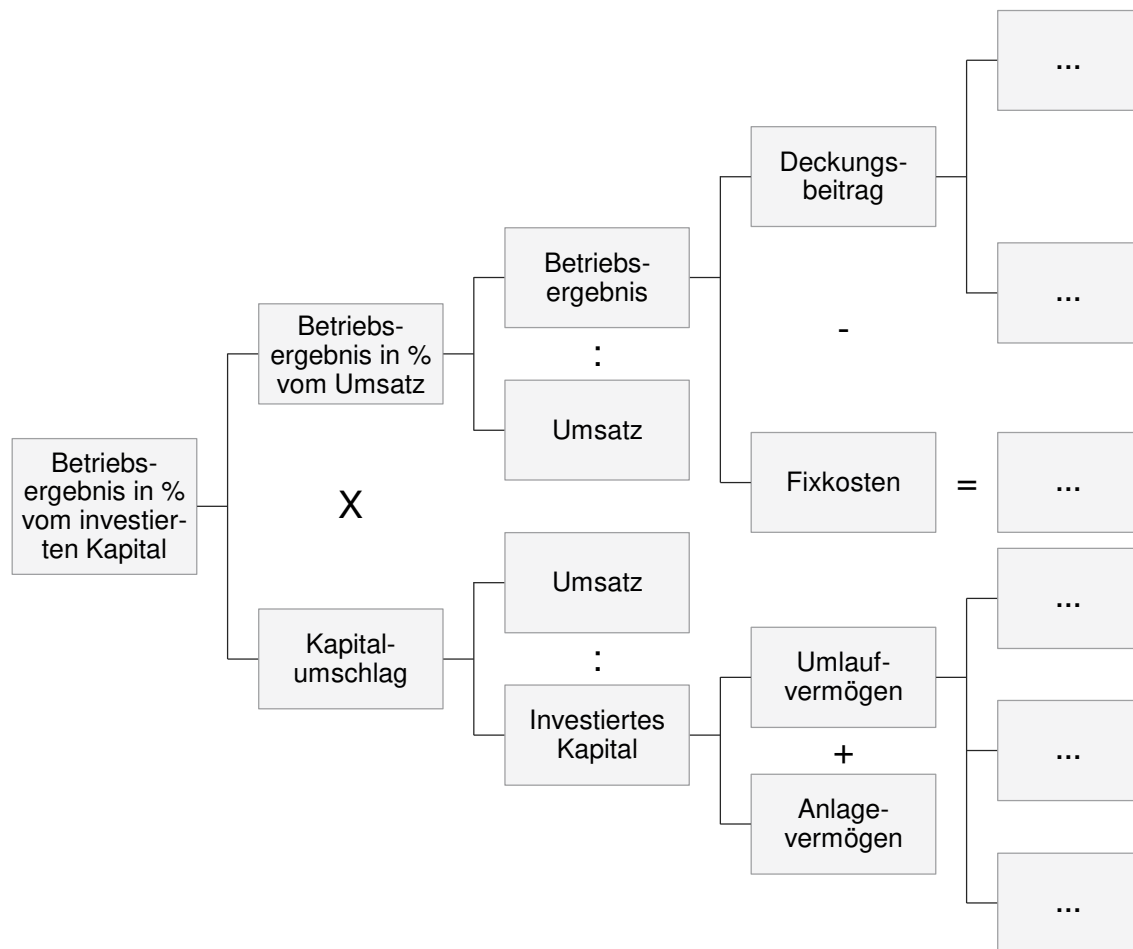 ...
Deckungs-
beitrag
Betriebs-
ergebnis
...
Betriebs-
ergebnis in %
vom Umsatz
-
:
Umsatz
Betriebs-
ergebnis in %
vom investier-
ten Kapital
X
Fixkosten
=
...
Umsatz
...
Kapital-
umschlag
:
Umlauf-
vermögen
Investiertes
Kapital
+
...
Anlage-
vermögen
...